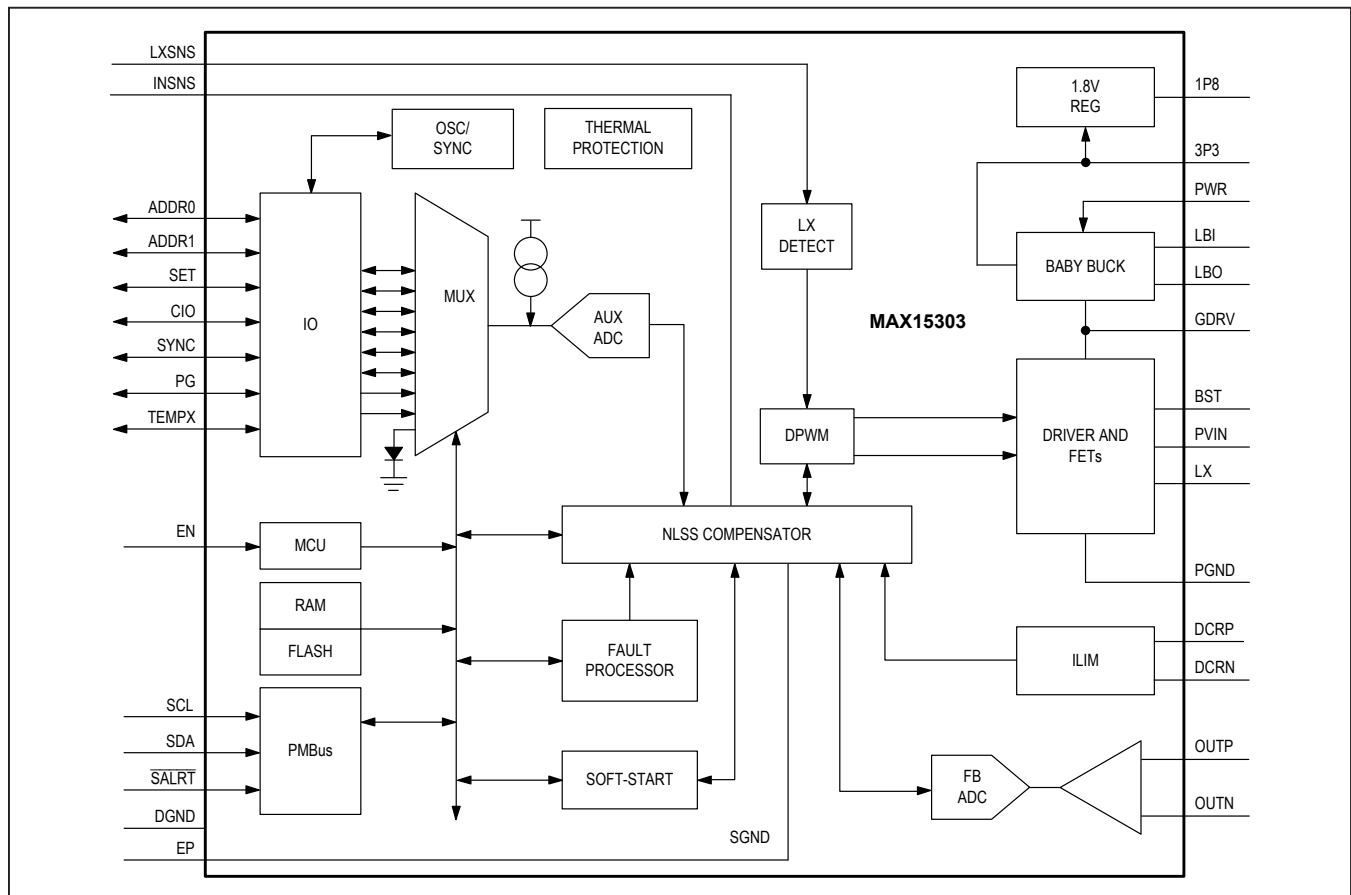 LXSNS
INSNS
OSC/
SYNC
THERMAL
PROTECTION
1.8V
REG
1P8
3P3
PWR
ADDR0
ADDR1
SET
CIO
SYNC
PG
TEMPX
IO
MUX
AUX
ADC
LX
DETECT
BABY BUCK
LBI
LBO
MAX15303
GDRV
DPWM
DRIVER AND
FETs
BST
PVIN
LX
EN
MCU
NLSS COMPENSATOR
PGND
RAM
FLASH
FAULT
PROCESSOR
ILIM
DCRP
DCRN
SCL
SDA
SALRT
PMBus
SOFT-START
FB
ADC
OUTP
OUTN
DGND
EP
SGND